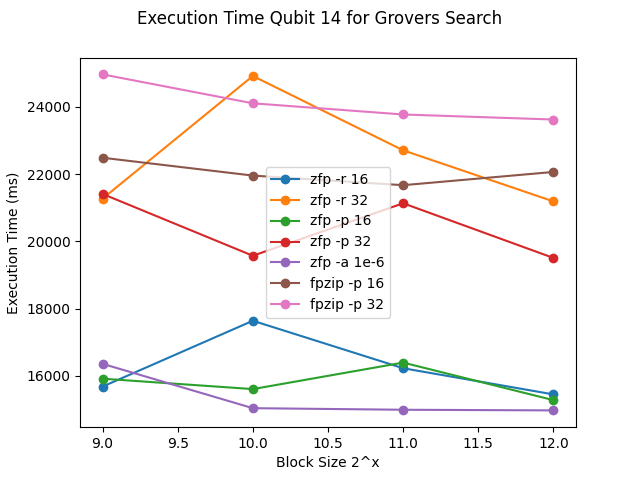 Execution Time Qubit 14 for Grovers Search
24000
22000
20000
18000
16000
Execution Time (ms)
zfp -r 16
zfp -r 32
zfp -p 16
zfp -p 32
zfp -a 1e-6
fpzip -p 16
fpzip -p 32
9.0 9.5 10.0 10.5 11.0 11.5 12.0
Block Size 2^x